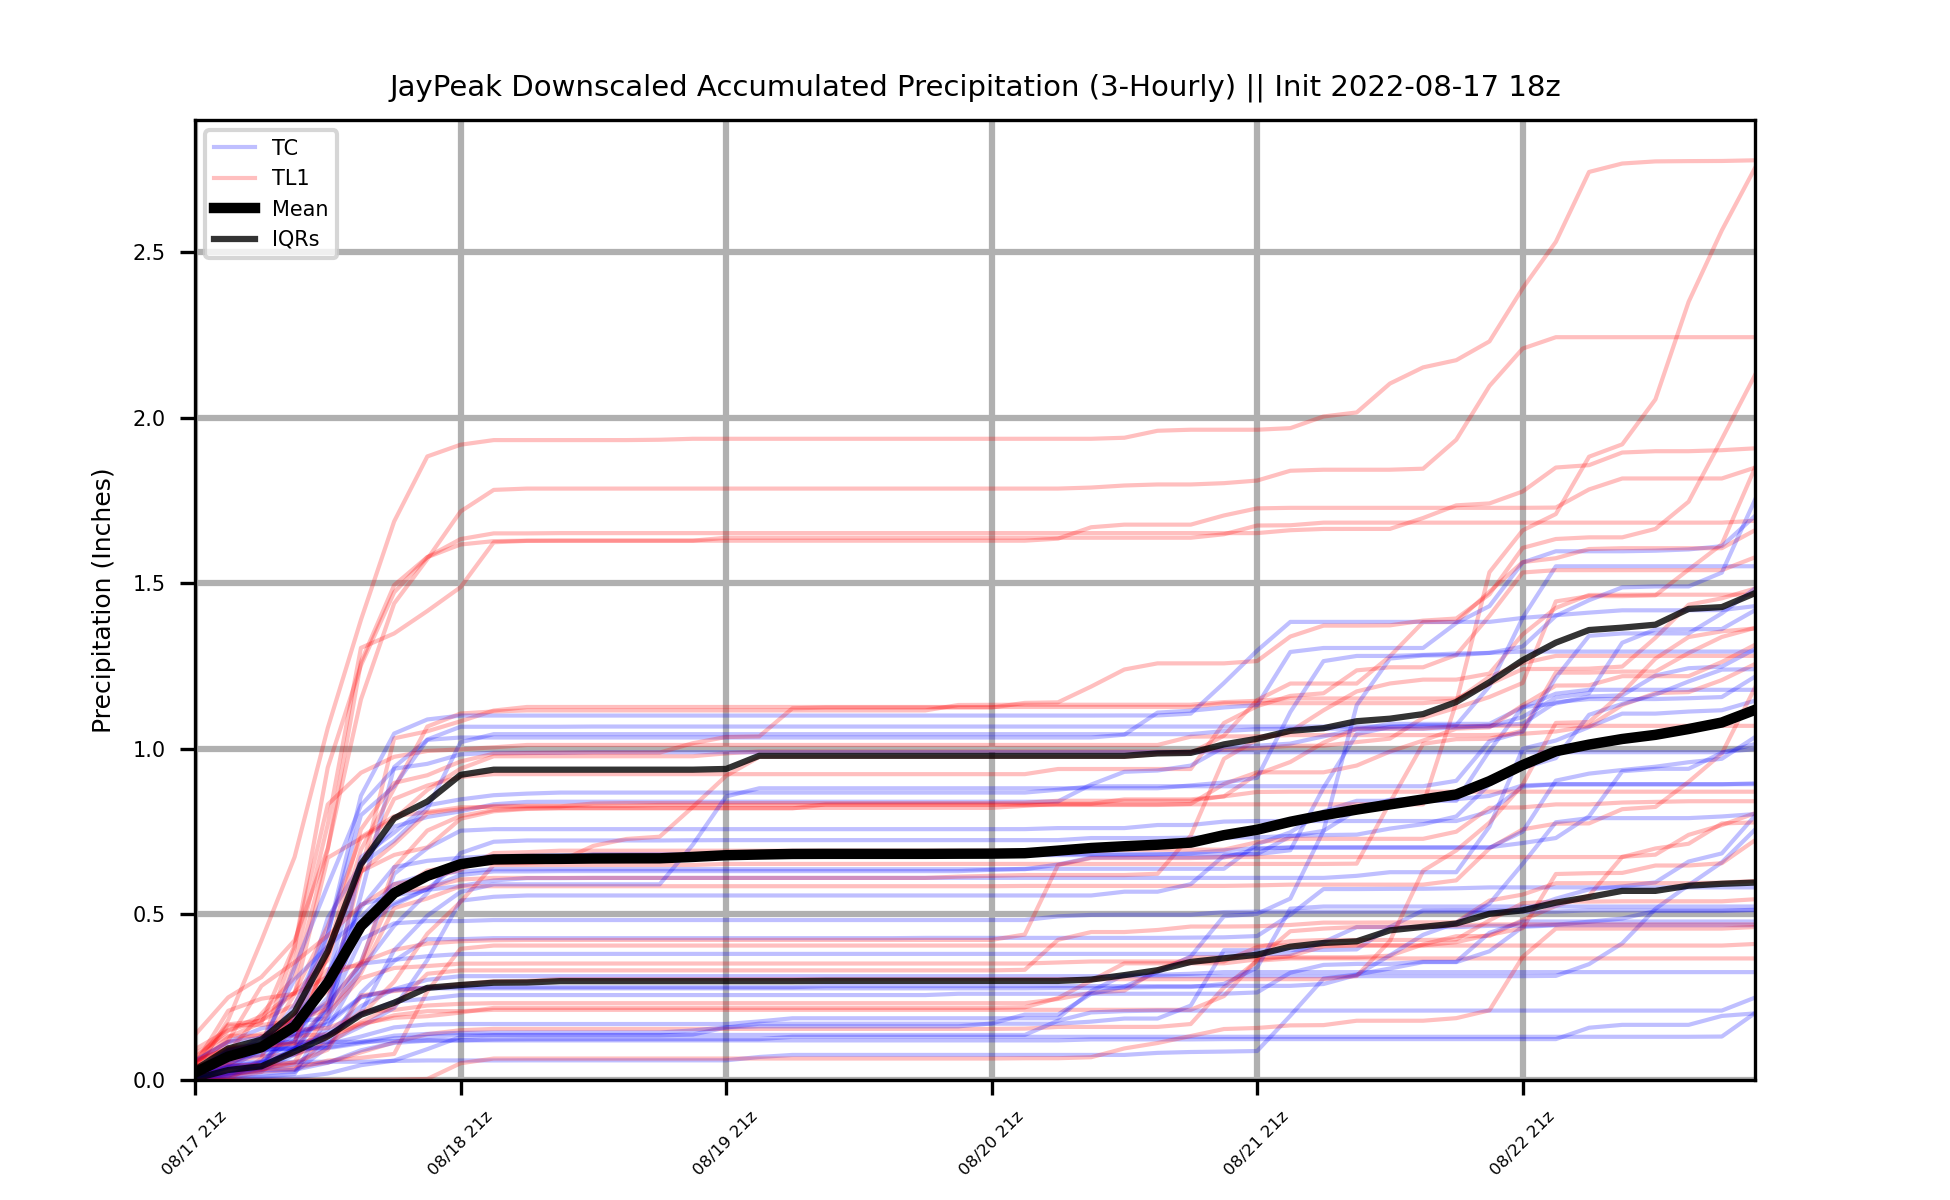 JayPeak Downscaled Accumulated Precipitation (3-Hourly) || Init 2022-08-17 18z
TC
TL1
Mean
IQRs
Precipitation (Inches)
2.5
2.0
1.5
1.0
0.5
0.0
08/17 21z
08/18 21z
08/19 21z
08/20 21z
08/21 21z
08/22 21z